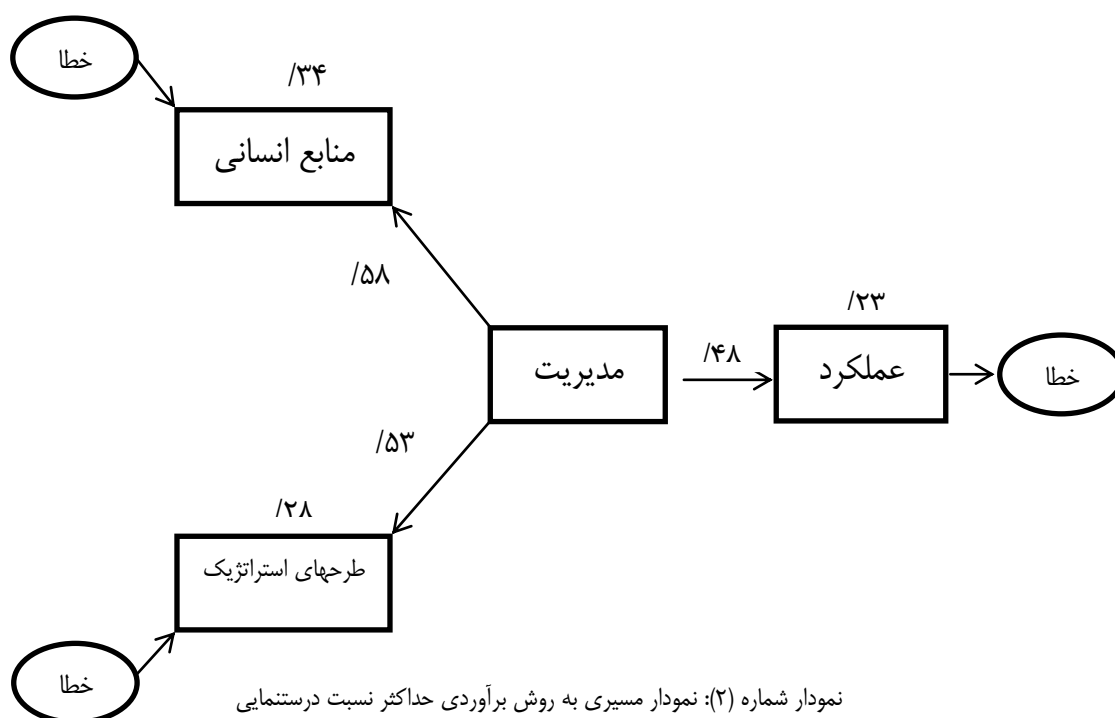 خطا
/۳۴
منابع انسانی
/۵۸
/۲۳
مدیریت
/۴۸
عملکرد
خطا
/۵۳
/۲۸
طرحهای استراتژیک
خطا
نمودار شماره (۲): نمودار مسیری به روش برآوردی حداکثر نسبت درستنمایی